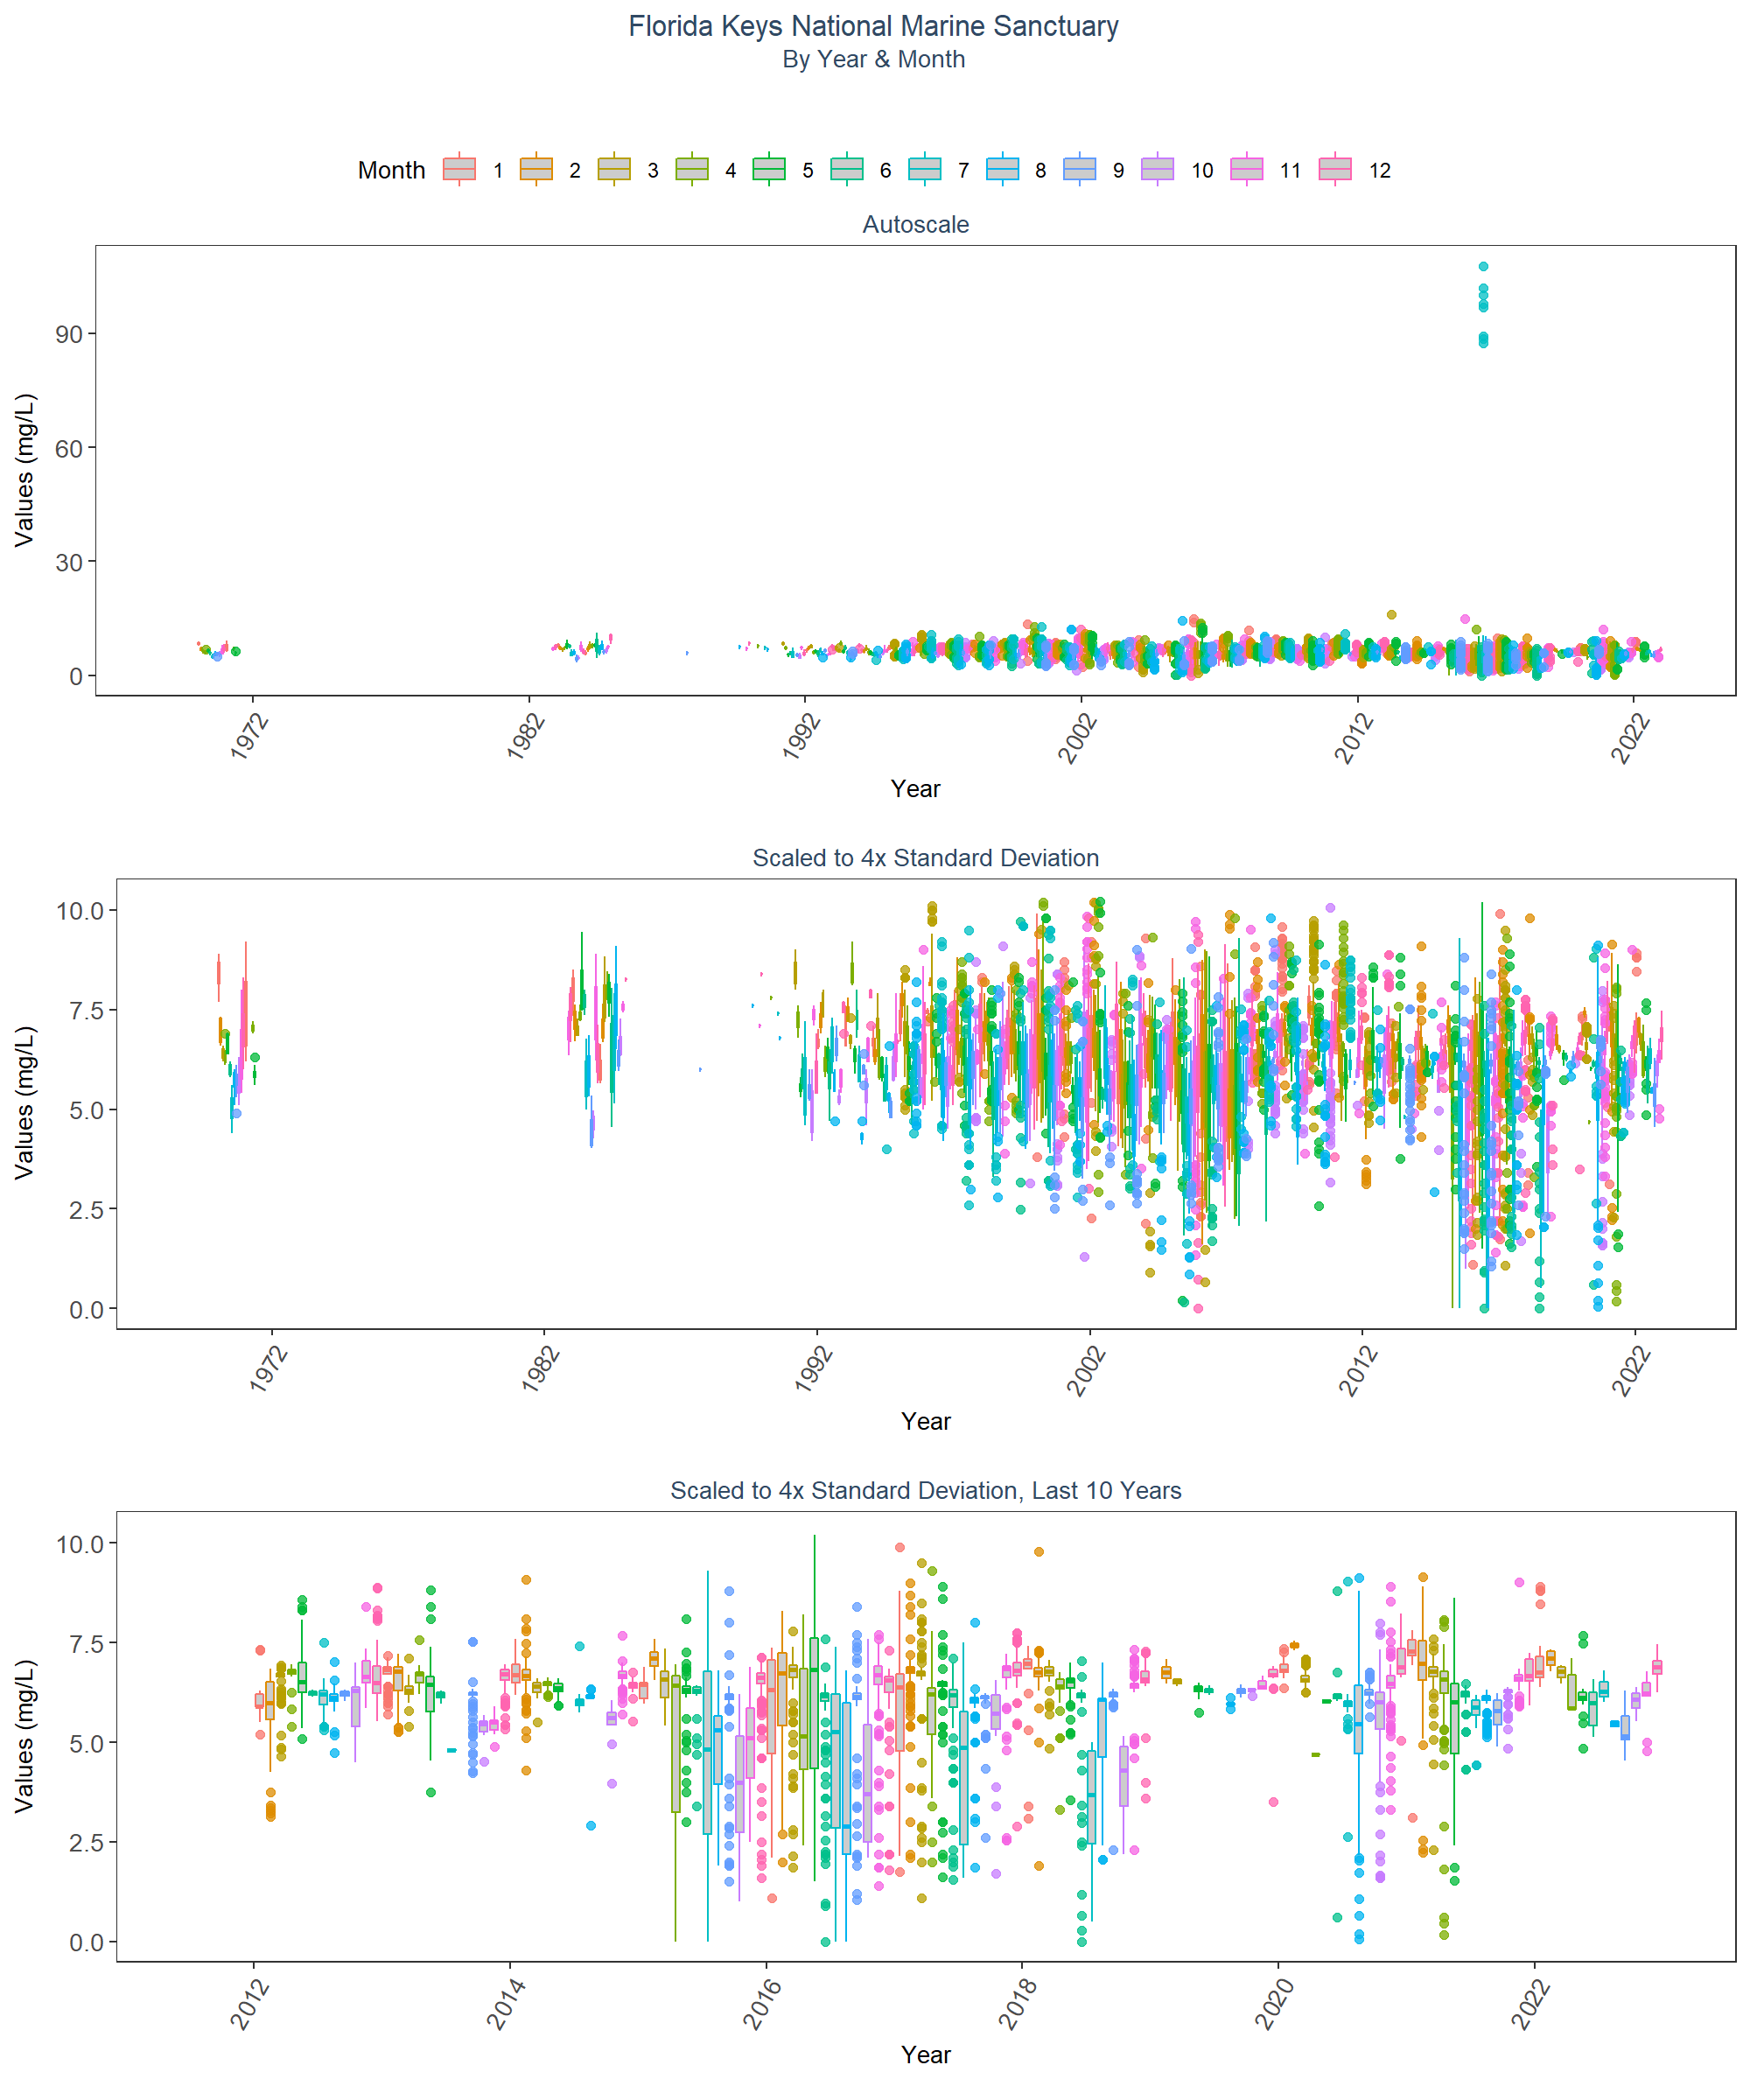 Florida Keys National Marine Sanctuary
By Year & Month
Month 1 2 3 4 5 6 7 8 9 10 11 12
Autoscale
Values (mg/L)
90
60
30
0
1972 1982 1992 2002 2012 2022
Year
Scaled to 4x Standard Deviation
Values (mg/L)
10.0
7.5
5.0
2.5
0.0
1972 1982 1992 2002 2012 2022
Year
Scaled to 4x Standard Deviation, Last 10 Years
Values (mg/L)
10.0
7.5
5.0
2.5
0.0
2012 2014 2016 2018 2020 2022
Year